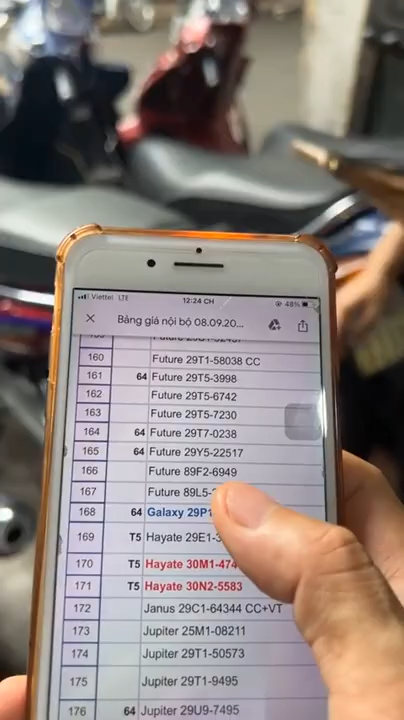 Viettel LTE 12:24 CH 48%
Bảng giá nội bộ 08.09.20...
160 Future 29T1-58038 CC
161 64 Future 29T5-3998
162 Future 29T5-6742
163 Future 29T5-7230
164 64 Future 29T7-0238
165 64 Future 29Y5-22517
166 Future 89F2-6949
167 Future 89L5-
168 64 Galaxy 29P1
169 T5 Hayate 29E1-3
170 T5 Hayate 30M1-474
171 T5 Hayate 30N2-5583
172 Janus 29C1-64344 CC+VT
173 Jupiter 25M1-08211
174 Jupiter 29T1-50573
175 Jupiter 29T1-9495
176 64 Jupiter 29U9-7495